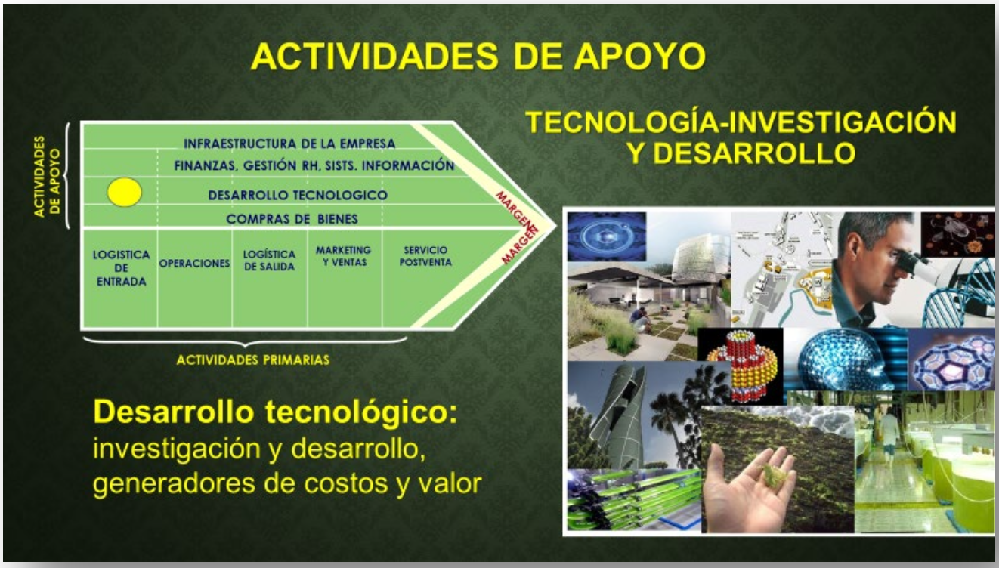 ACTIVIDADES DE APOYO
TECNOLOGÍA-INVESTIGACIÓN
Y DESARROLLO
ACTIVIDADES
DE APOYO
INFRAESTRUCTURA DE LA EMPRESA
FINANZAS, GESTIÓN RH, SISTS. INFORMACIÓN
DESARROLLO TECNOLOGICO
COMPRAS DE BIENES
MARGEN
MARGEN
LOGISTICA
DE
ENTRADA
OPERACIONES
LOGÍSTICA
DE SALIDA
MARKETING
Y VENTAS
SERVICIO
POSTVENTA
ACTIVIDADES PRIMARIAS
Desarrollo tecnológico:
investigación y desarrollo,
generadores de costos y valor